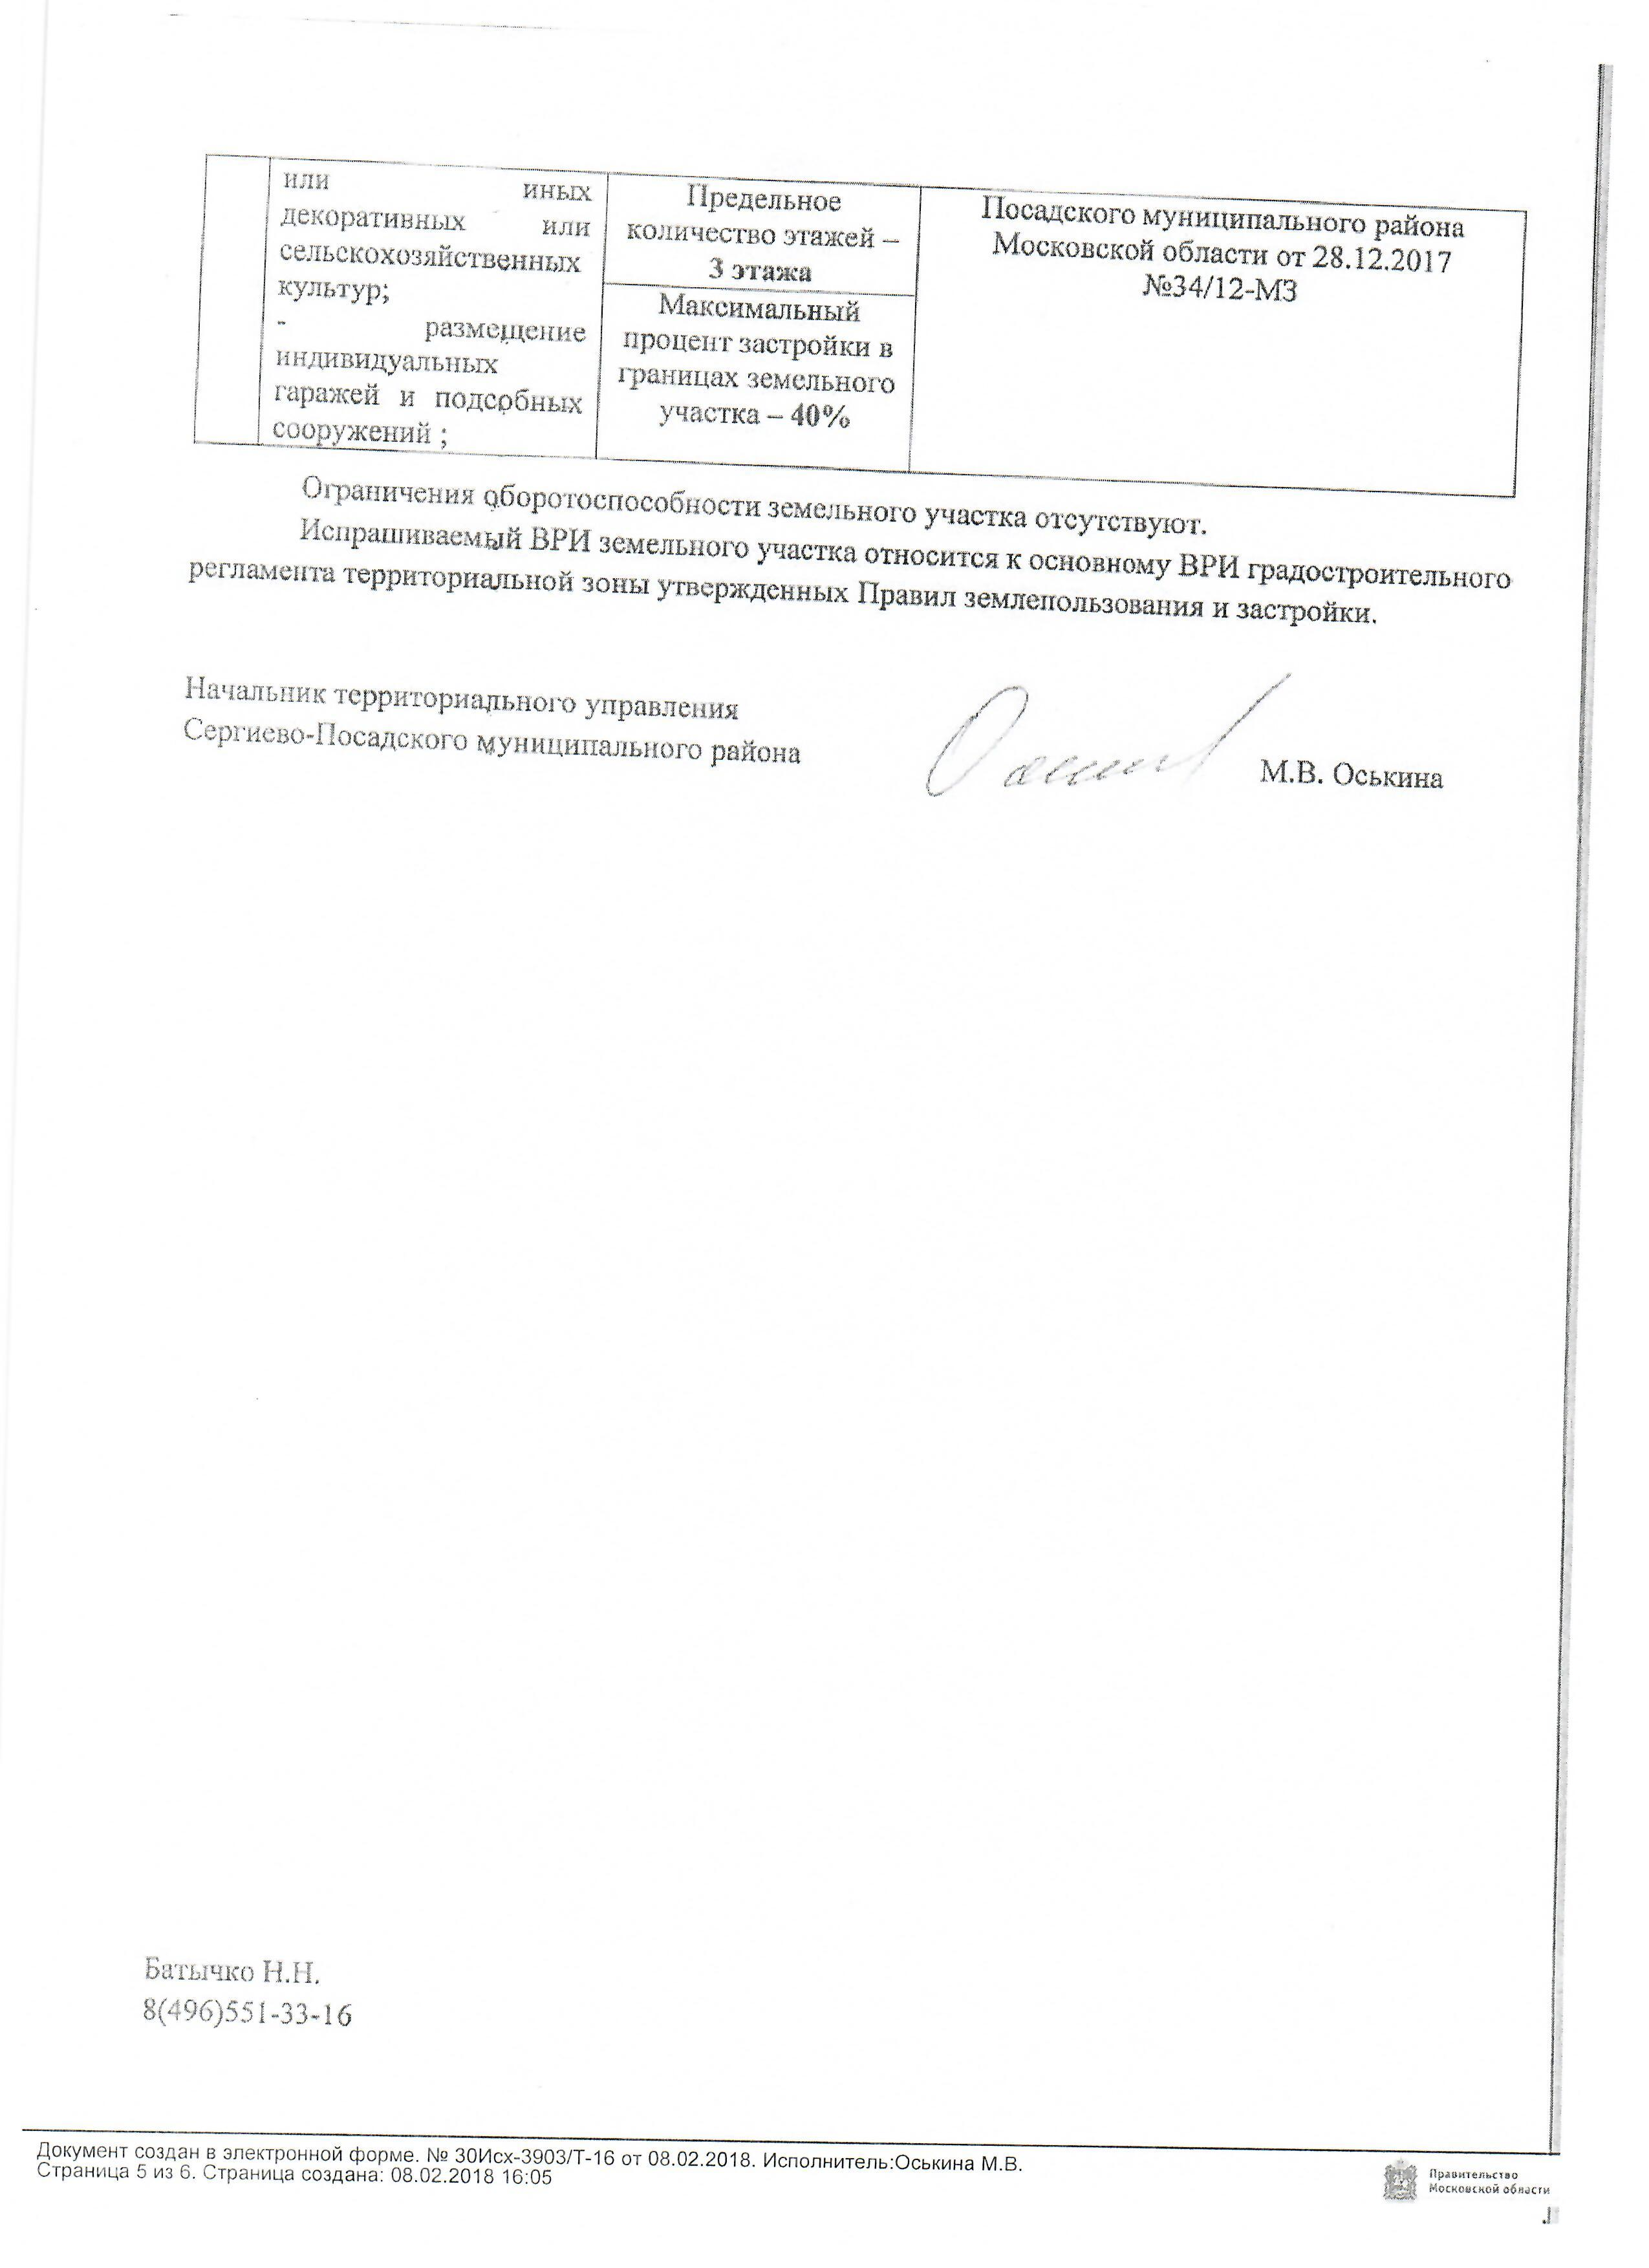 или иных
декоративных или
сельскохозяйственных
культур;
- размещение
индивидуальных
гаражей и подсобных
сооружений ;
Предельное
количество этажей –
3 этажа
Максимальный
процент застройки в
границах земельного
участка – 40%
Посадского муниципального района
Московской области от 28.12.2017
№34/12-МЗ
Ограничения оборотоспособности земельного участка отсутствуют.
Испрашиваемый ВРИ земельного участка относится к основному ВРИ градостроительного
регламента территориальной зоны утвержденных Правил землепользования и застройки.
Начальник территориального управления
Сергиево-Посадского муниципального района
М.В. Оськина
Батычко Н.Н.
8(496)551-33-16
Документ создан в электронной форме. № 30Исх-3903/Т-16 от 08.02.2018. Исполнитель:Оськина М.В.
Страница 5 из 6. Страница создана: 08.02.2018 16:05
Правительство
Московской области